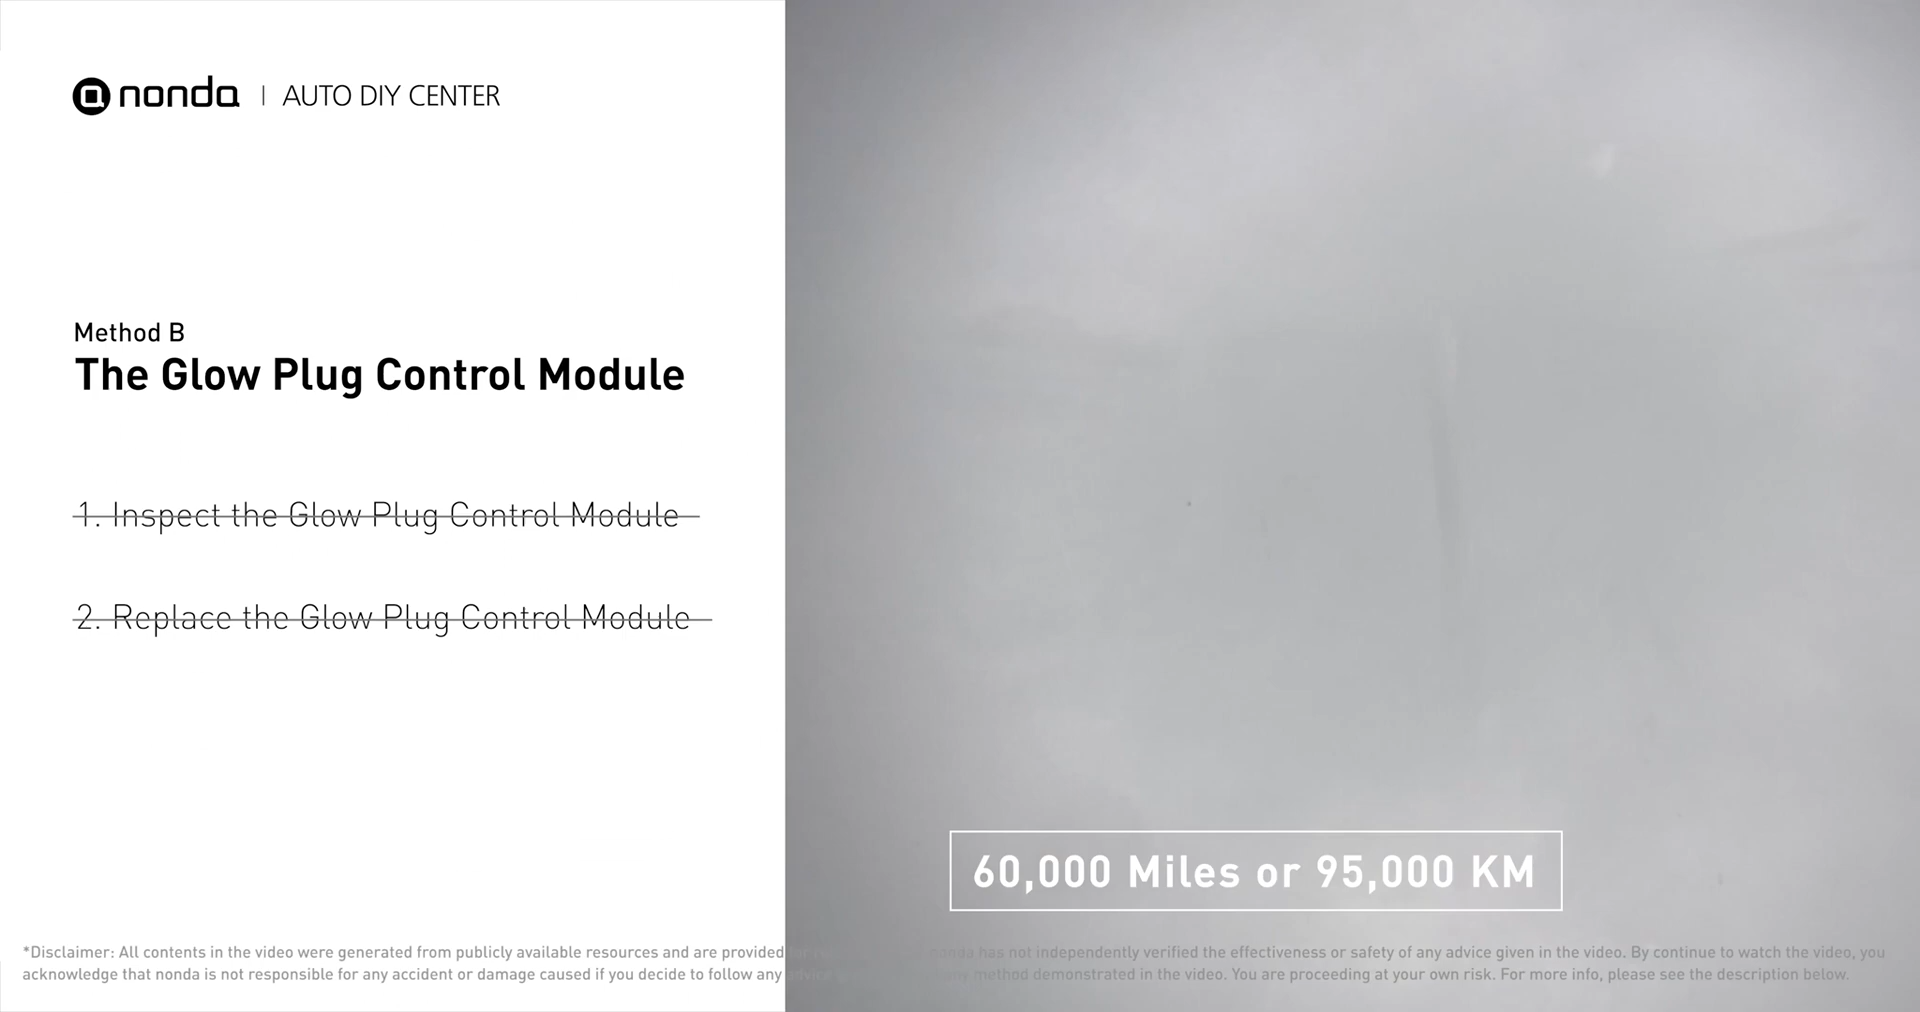 nonda | AUTO DIY CENTER
Method B
The Glow Plug Control Module
1. Inspect the Glow Plug Control Module
2. Replace the Glow Plug Control Module
60,000 Miles or 95,000 KM
*Disclaimer: All contents in the video were generated from publicly available resources and are provided nonda has not independently verified the effectiveness or safety of any advice given in the video. By continue to watch the video, you
acknowledge that nonda is not responsible for any accident or damage caused if you decide to follow any advice method demonstrated in the video. You are proceeding at your own risk. For more info, please see the description below.